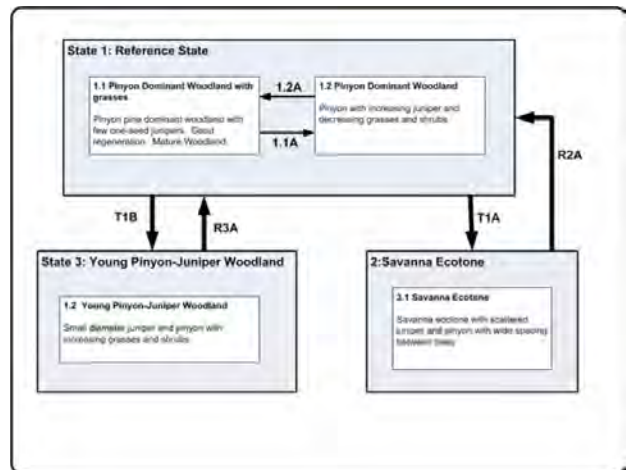 State 1: Reference State
1.1 Pinyon Dominant Woodland with
grasses
Pinyon pine dominant woodland with
few one-seed junipers. Good
regeneration. Mature Woodland.
1.2A
1.1A
1.2 Pinyon Dominant Woodland
Pinyon with increasing juniper and
decreasing grasses and shrubs.
R2A
T1B
R3A
T1A
State 3: Young Pinyon-Juniper Woodland
1.2 Young Pinyon-Juniper Woodland
Small diameter juniper and pinyon with
increasing grasses and shrubs
2:Savanna Ecotone
3.1 Savanna Ecotone
Savanna ecotone with scattered
juniper and pinyon with wide spacing
between trees